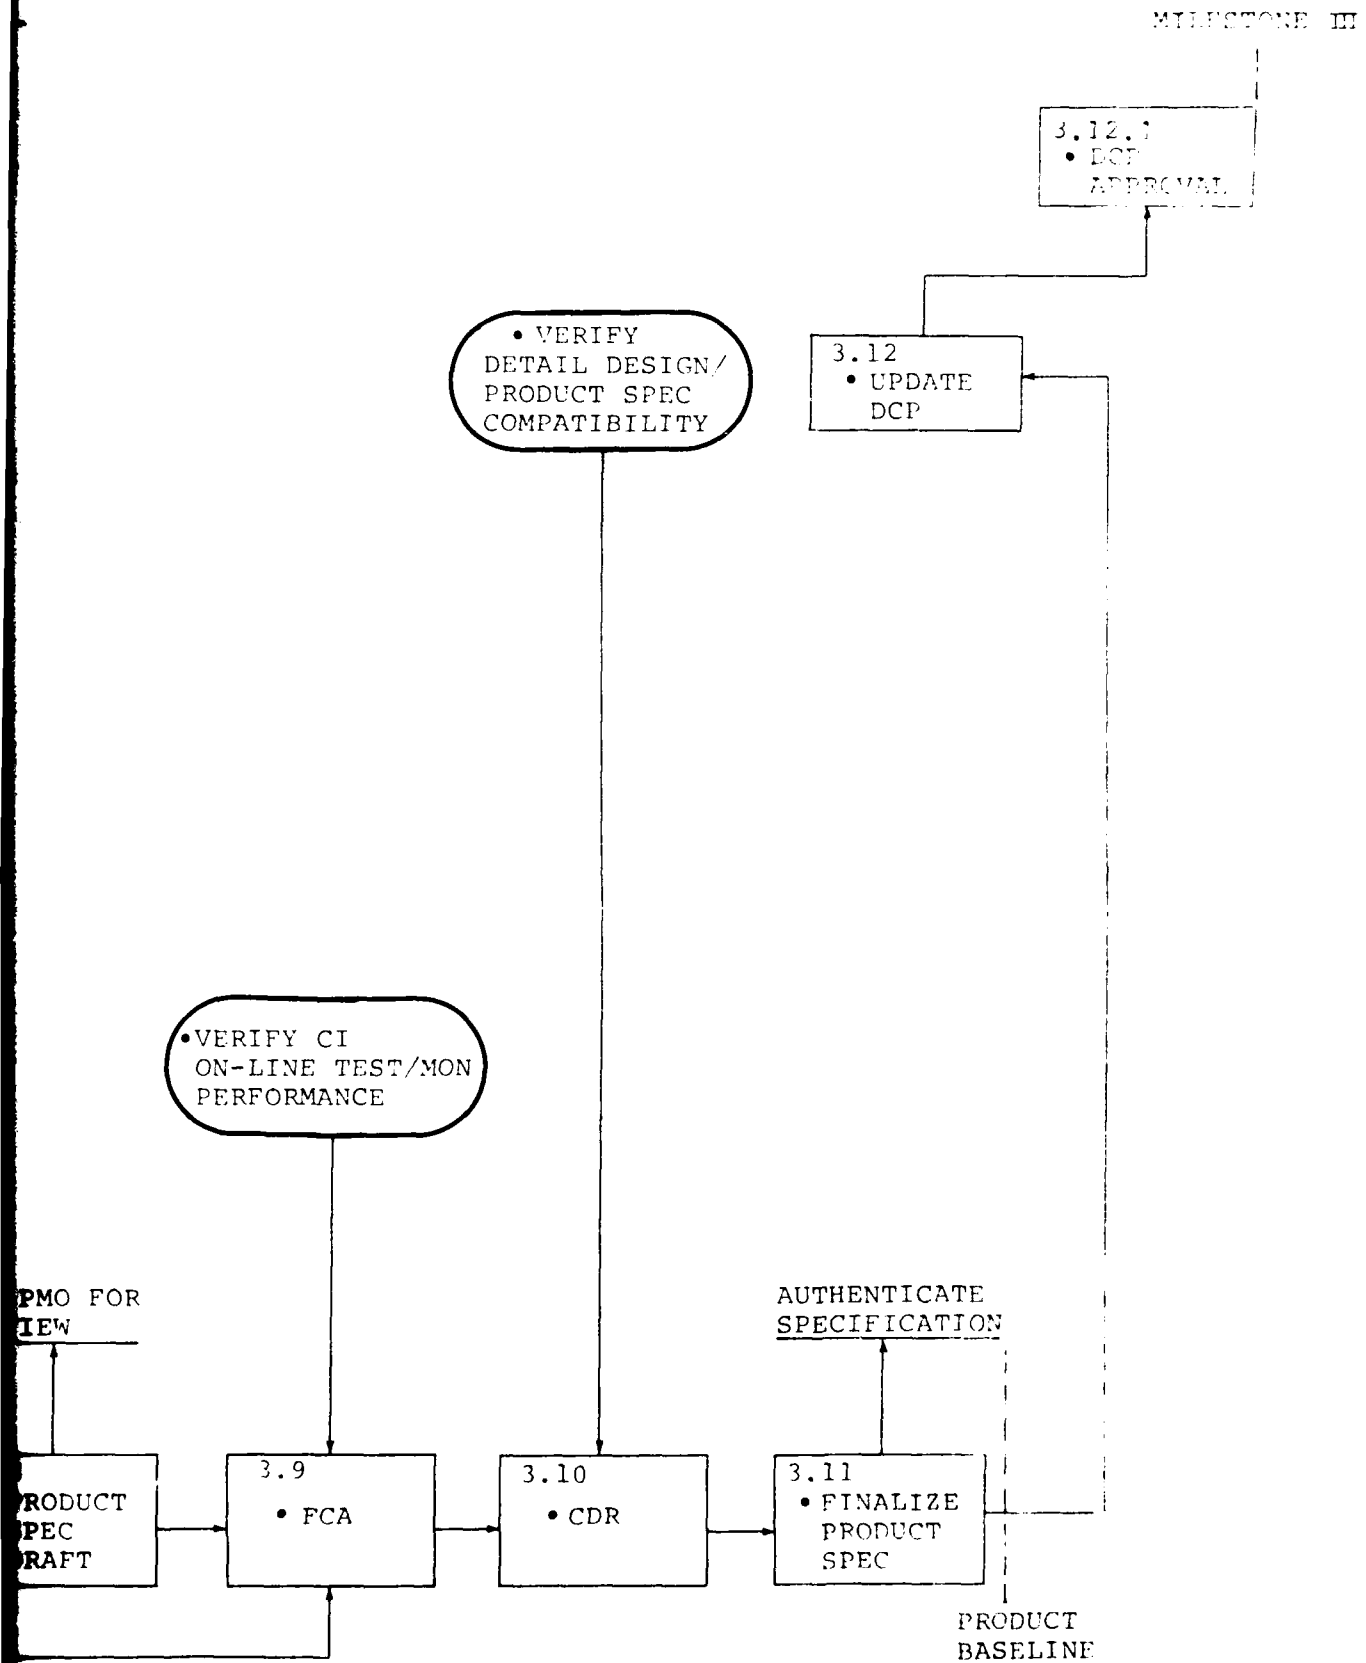 MILESTONE III
3.12.1
• DCP
APPROVAL
• VERIFY
DETAIL DESIGN/
PRODUCT SPEC
COMPATIBILITY
3.12
• UPDATE
DCP
• VERIFY CI
ON-LINE TEST/MON
PERFORMANCE
PMO FOR
IEW
AUTHENTICATE
SPECIFICATION
RODUCT
PEC
RAFT
3.9
• FCA
3.10
• CDR
3.11
• FINALIZE
PRODUCT
SPEC
PRODUCT
BASELINE